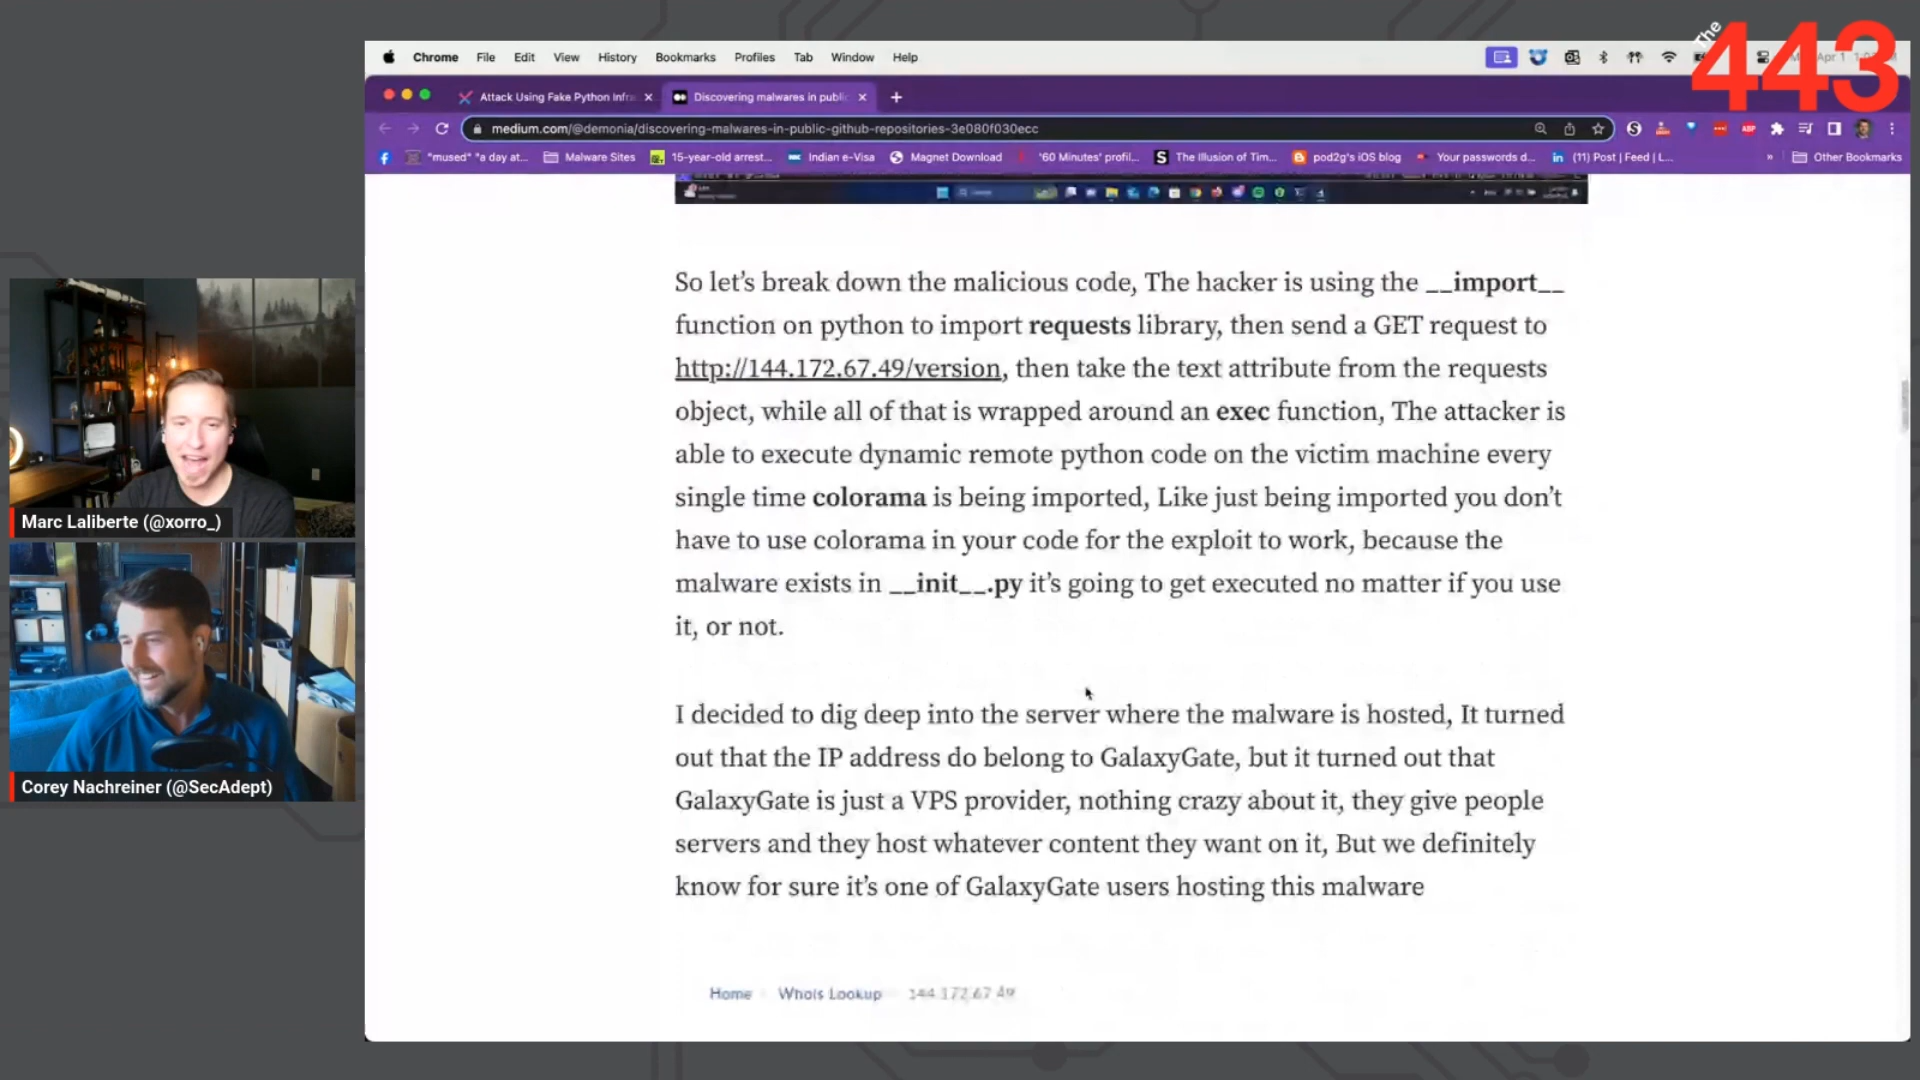 The
443
Chrome File Edit View History Bookmarks Profiles Tab Window Help
Attack Using Fake Python Infra
Discovering malwares in public
medium.com/@demonia/discovering-malwares-in-public-github-repositories-3e080f030ecc
"mused" "a day at... Malware Sites 15-year-old arrest... Indian e-Visa Magnet Download '60 Minutes' profil... The Illusion of Tim... pod2g's iOS blog Your passwords d... (11) Post | Feed | L... » Other Bookmarks
So let's break down the malicious code, The hacker is using the __import__
function on python to import requests library, then send a GET request to
http://144.172.67.49/version, then take the text attribute from the requests
object, while all of that is wrapped around an exec function, The attacker is
able to execute dynamic remote python code on the victim machine every
single time colorama is being imported, Like just being imported you don't
have to use colorama in your code for the exploit to work, because the
malware exists in __init__.py it's going to get executed no matter if you use
it, or not.
I decided to dig deep into the server where the malware is hosted, It turned
out that the IP address do belong to GalaxyGate, but it turned out that
GalaxyGate is just a VPS provider, nothing crazy about it, they give people
servers and they host whatever content they want on it, But we definitely
know for sure it's one of GalaxyGate users hosting this malware
Home Whois Lookup 144.172.67.49
Marc Laliberte (@xorro_)
Corey Nachreiner (@SecAdept)